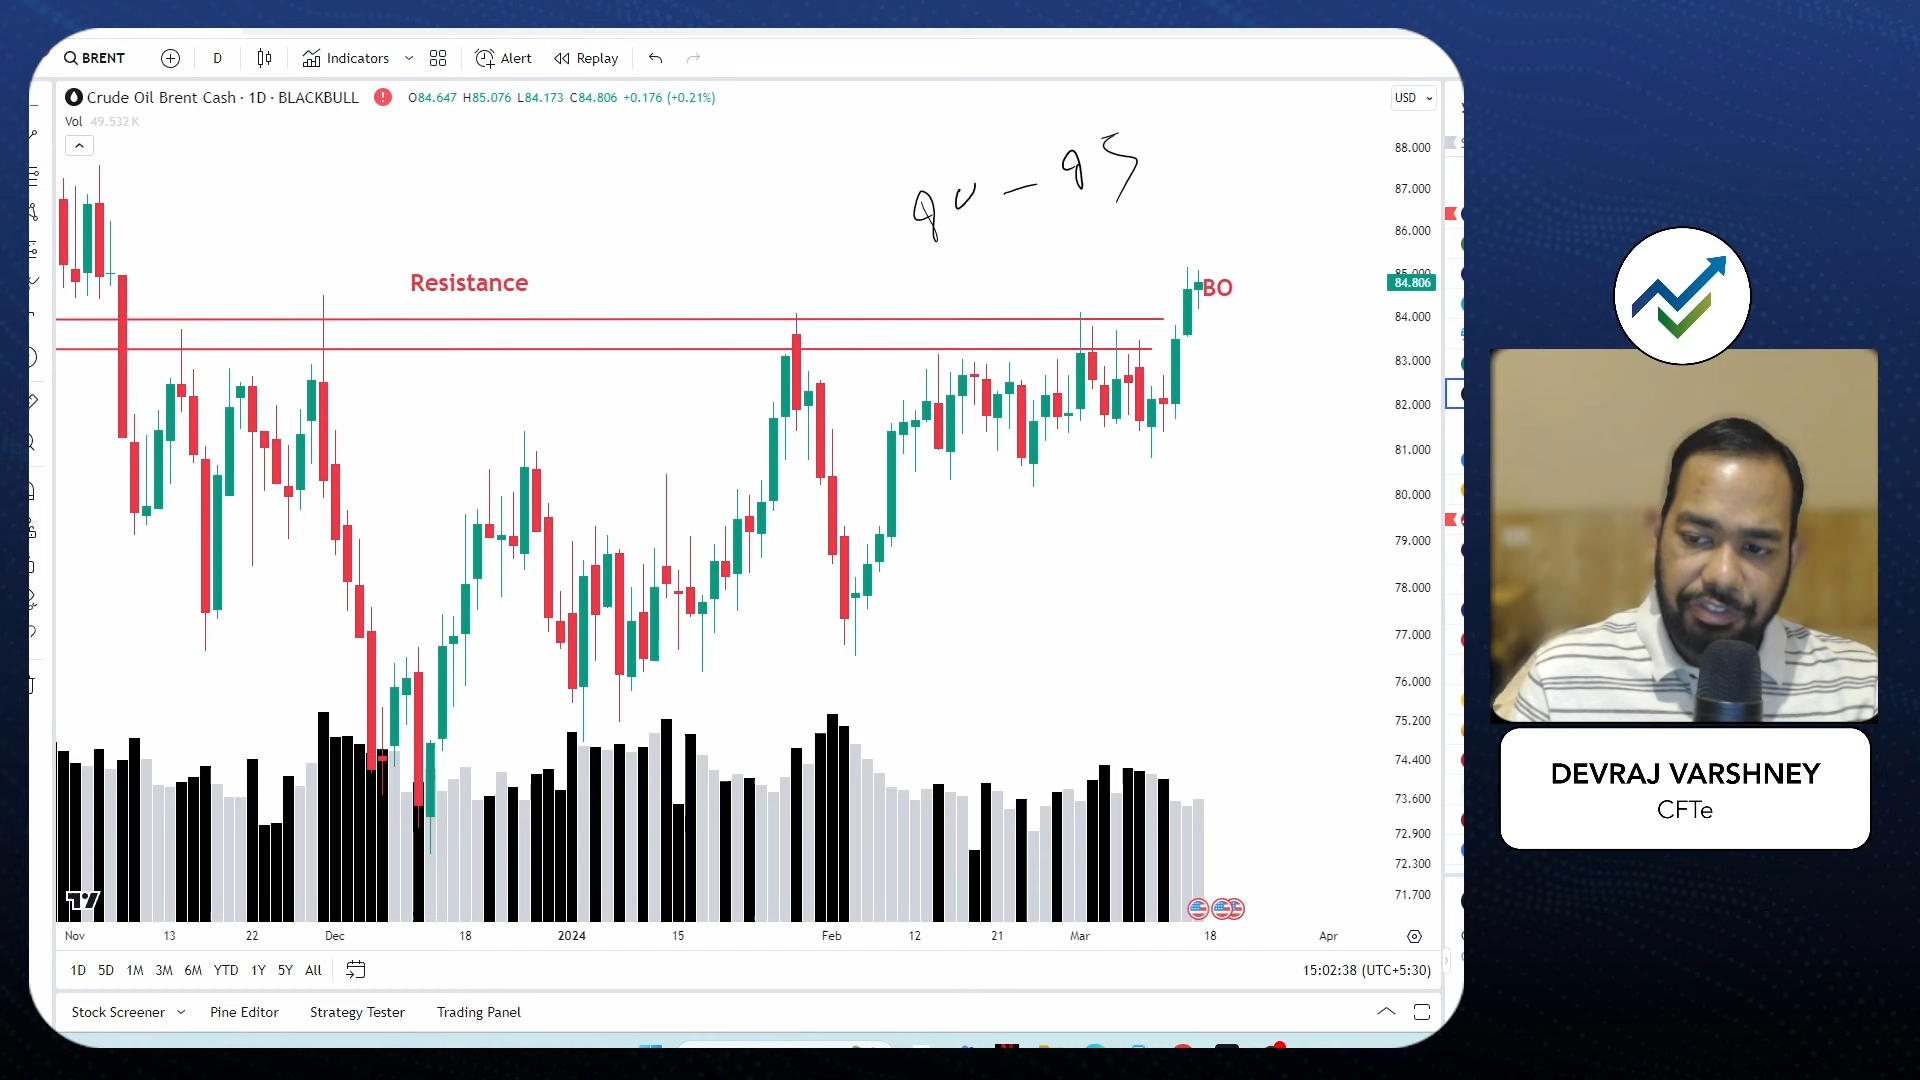 BRENT D Indicators Alert Replay
Crude Oil Brent Cash · 1D · BLACKBULL O84.647 H85.076 L84.173 C84.806 +0.176 (+0.21%) USD
Vol 49.532 K
90 – 95
Resistance
BO
88.000
87.000
86.000
85.000
84.806
84.000
83.000
82.000
81.000
80.000
79.000
78.000
77.000
76.000
75.200
74.400
73.600
72.900
72.300
71.700
Nov 13 22 Dec 18 2024 15 Feb 12 21 Mar 18 Apr
1D 5D 1M 3M 6M YTD 1Y 5Y All 15:02:38 (UTC+5:30)
Stock Screener Pine Editor Strategy Tester Trading Panel
DEVRAJ VARSHNEY
CFTe